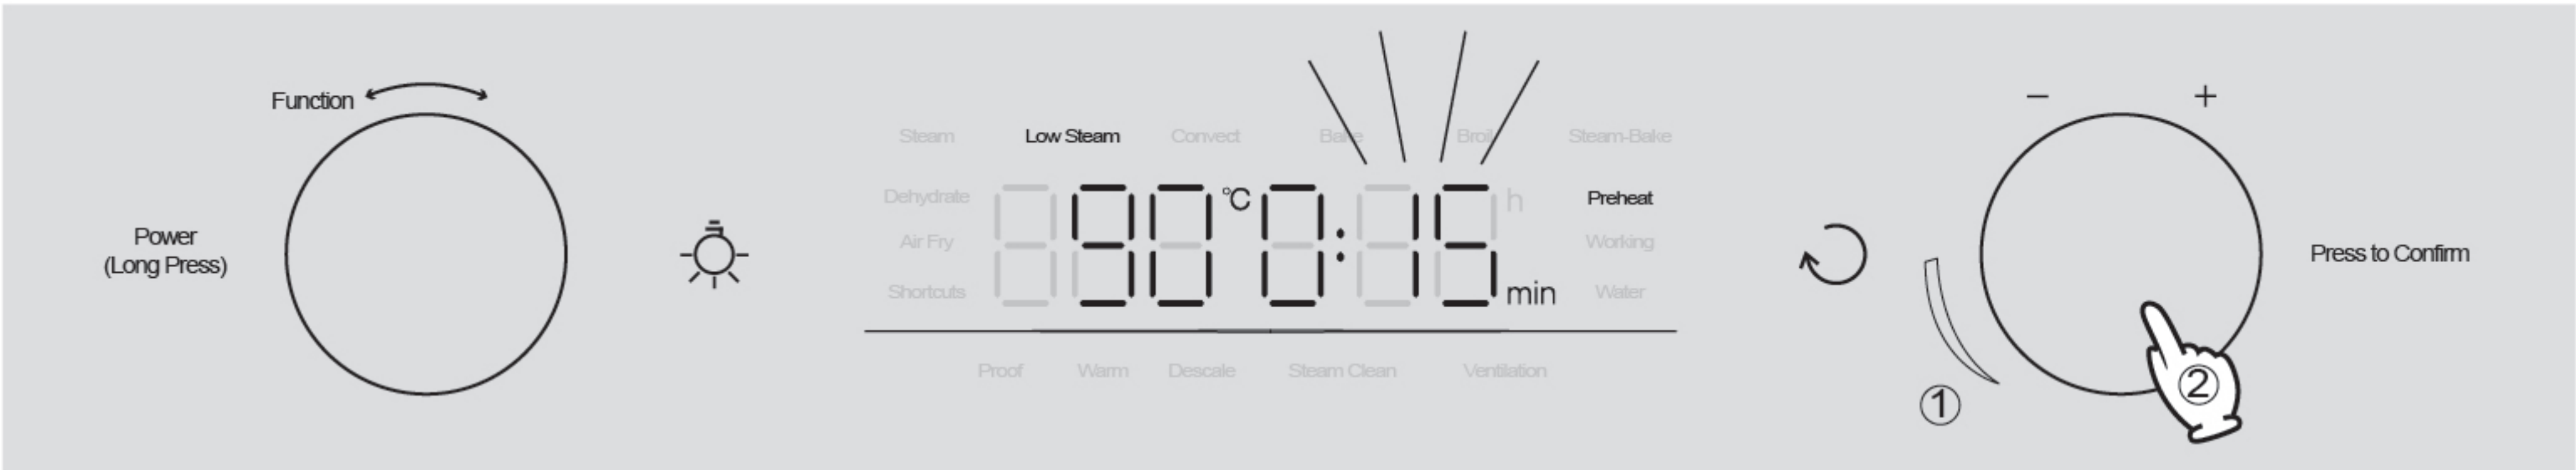 Function
Power
(Long Press)
Steam Low Steam Convect Bake Broil Steam-Bake
Dehydrate
Air Fry
Shortcuts
90°C 0:15 h min
Preheat
Working
Water
Proof Warm Descale Steam Clean Ventilation
− +
Press to Confirm
①
②